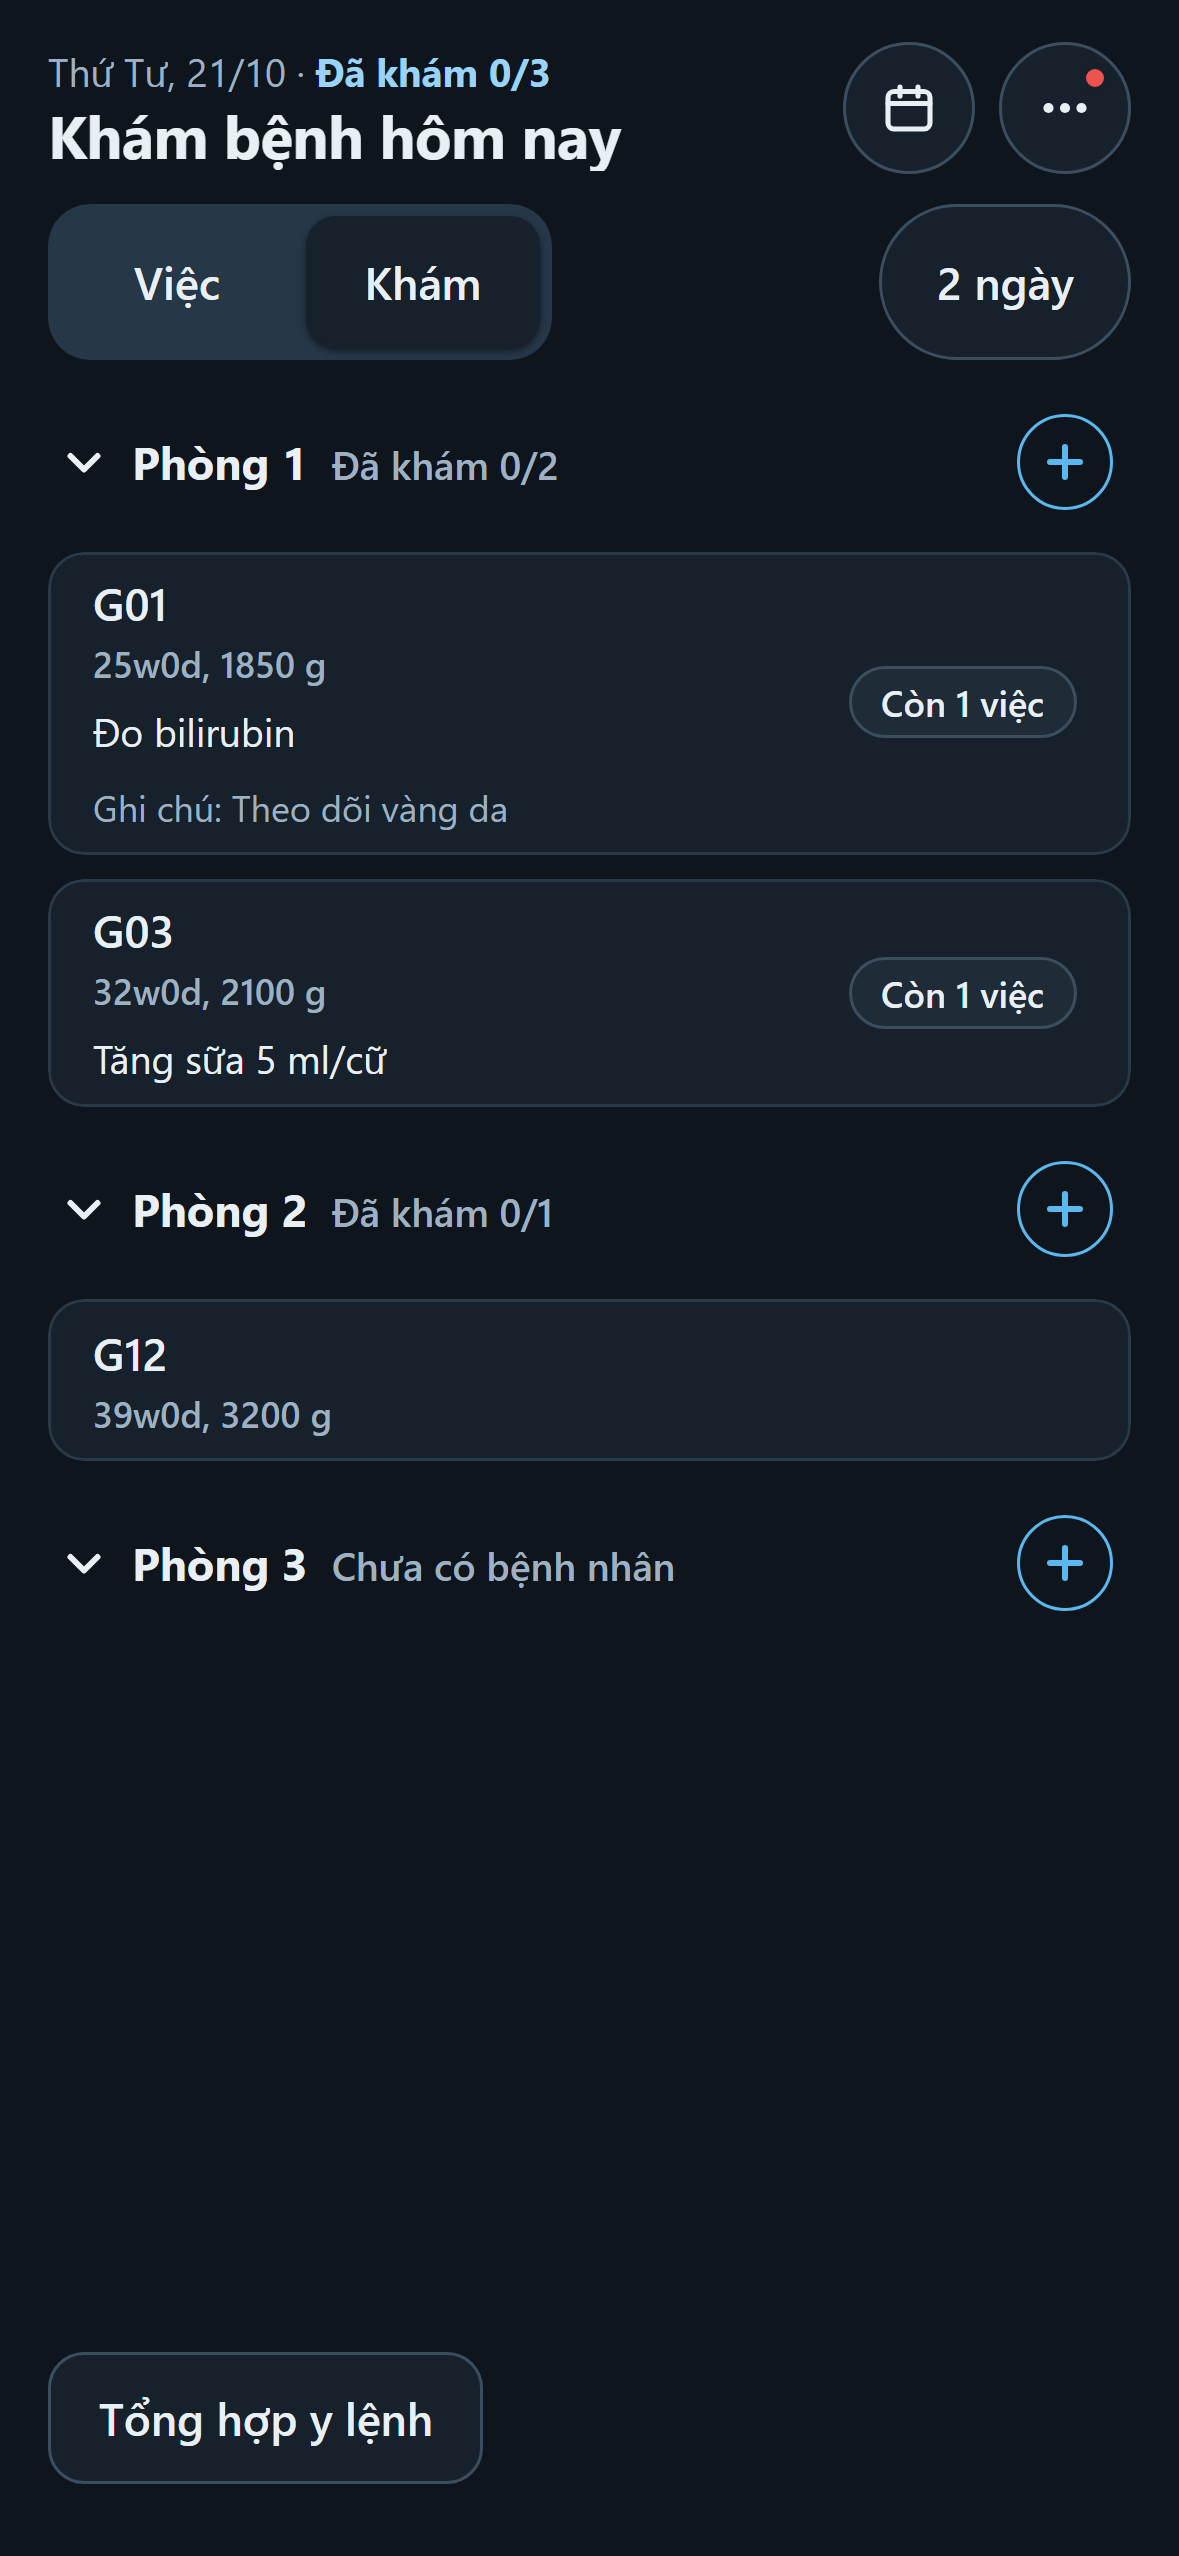 Thứ Tư, 21/10 · Đã khám 0/3
Khám bệnh hôm nay
Việc
Khám
2 ngày
Phòng 1 Đã khám 0/2
G01
25w0d, 1850 g
Đo bilirubin
Ghi chú: Theo dõi vàng da
Còn 1 việc
G03
32w0d, 2100 g
Tăng sữa 5 ml/cữ
Còn 1 việc
Phòng 2 Đã khám 0/1
G12
39w0d, 3200 g
Phòng 3 Chưa có bệnh nhân
Tổng hợp y lệnh